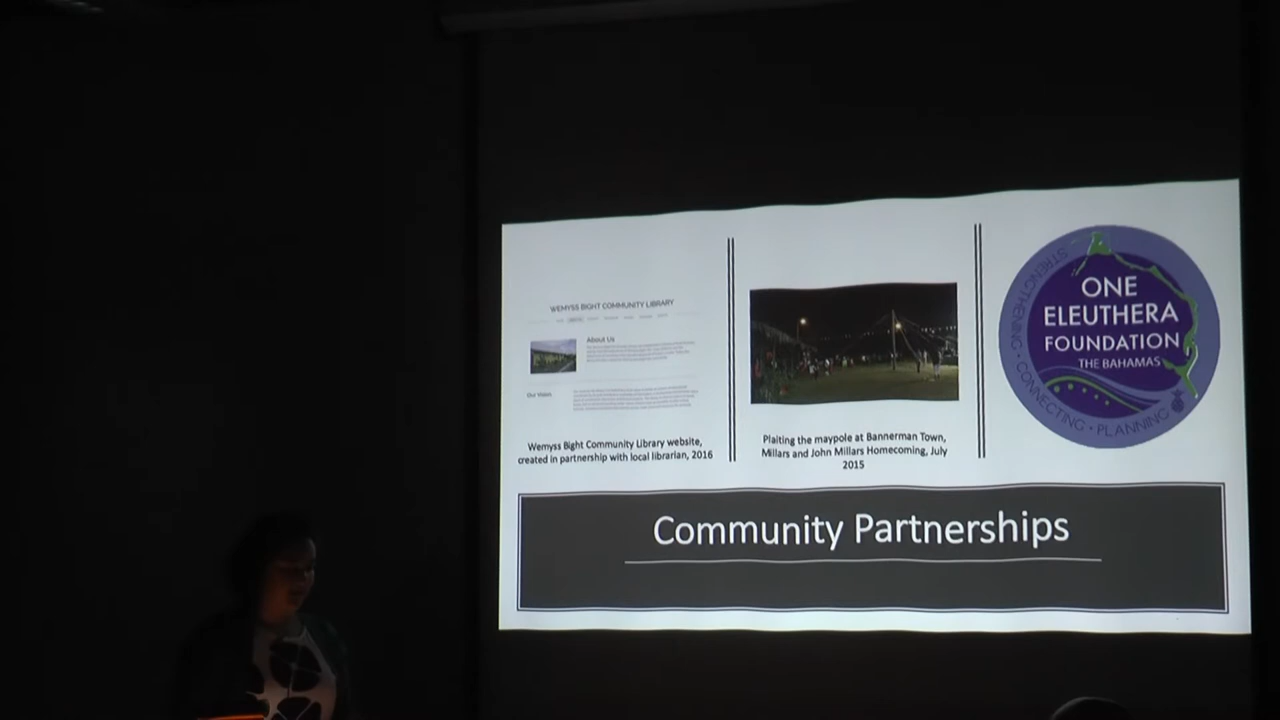 WEMYSS BIGHT COMMUNITY LIBRARY
About Us
Our Vision
Wemyss Bight Community Library website,
created in partnership with local librarian, 2016
Plaiting the maypole at Bannerman Town,
Millars and John Millars Homecoming, July
2015
STRENGTHENING • CONNECTING • PLANNING
ONE
ELEUTHERA
FOUNDATION
THE BAHAMAS
Community Partnerships